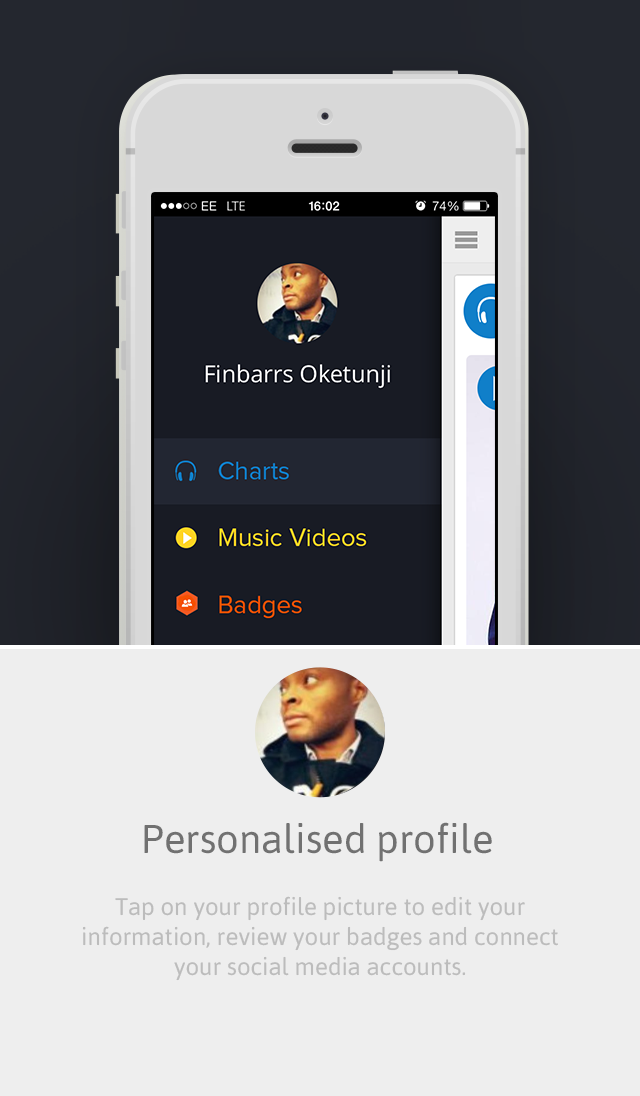 EE LTE 16:02 74%
Finbarrs Oketunji
Charts
Music Videos
Badges
Personalised profile
Tap on your profile picture to edit your
information, review your badges and connect
your social media accounts.